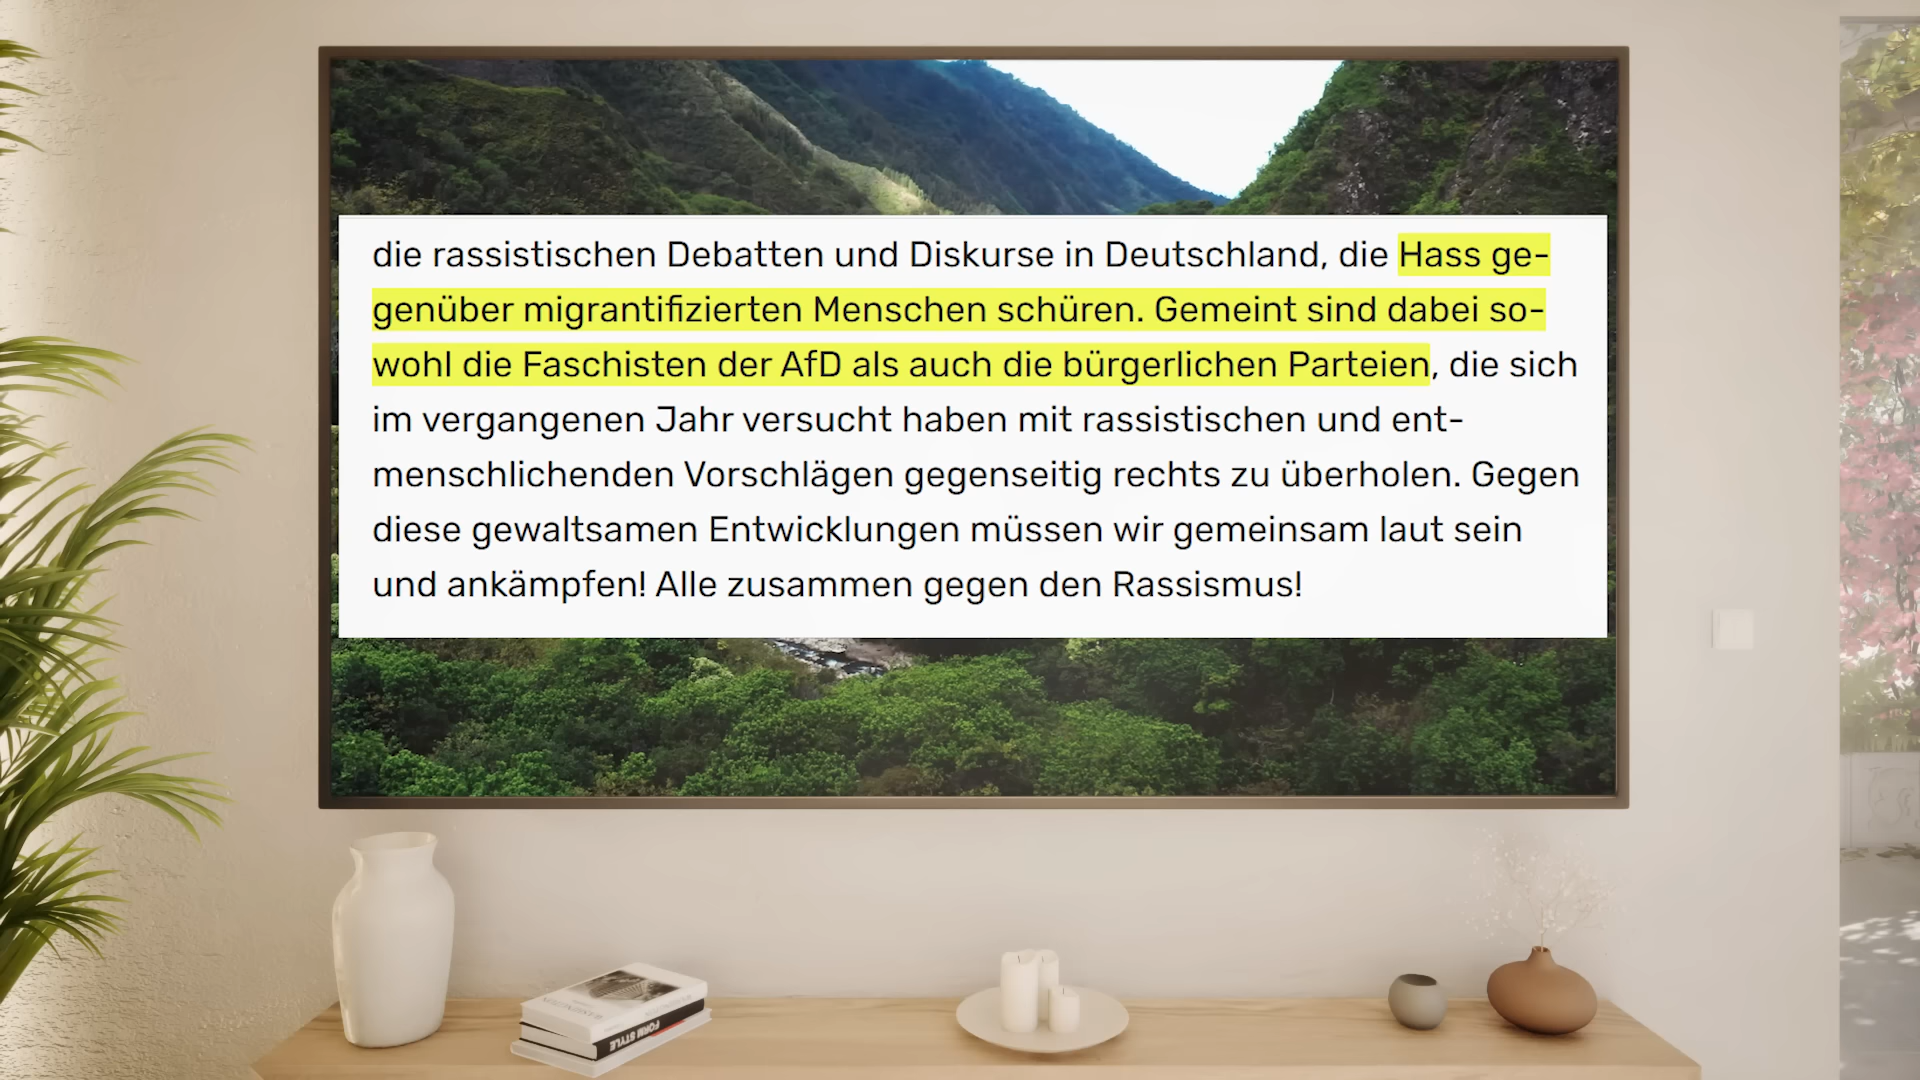 die rassistischen Debatten und Diskurse in Deutschland, die Hass ge-
genüber migrantifizierten Menschen schüren. Gemeint sind dabei so-
wohl die Faschisten der AfD als auch die bürgerlichen Parteien, die sich
im vergangenen Jahr versucht haben mit rassistischen und ent-
menschlichenden Vorschlägen gegenseitig rechts zu überholen. Gegen
diese gewaltsamen Entwicklungen müssen wir gemeinsam laut sein
und ankämpfen! Alle zusammen gegen den Rassismus!
FORM STYLE